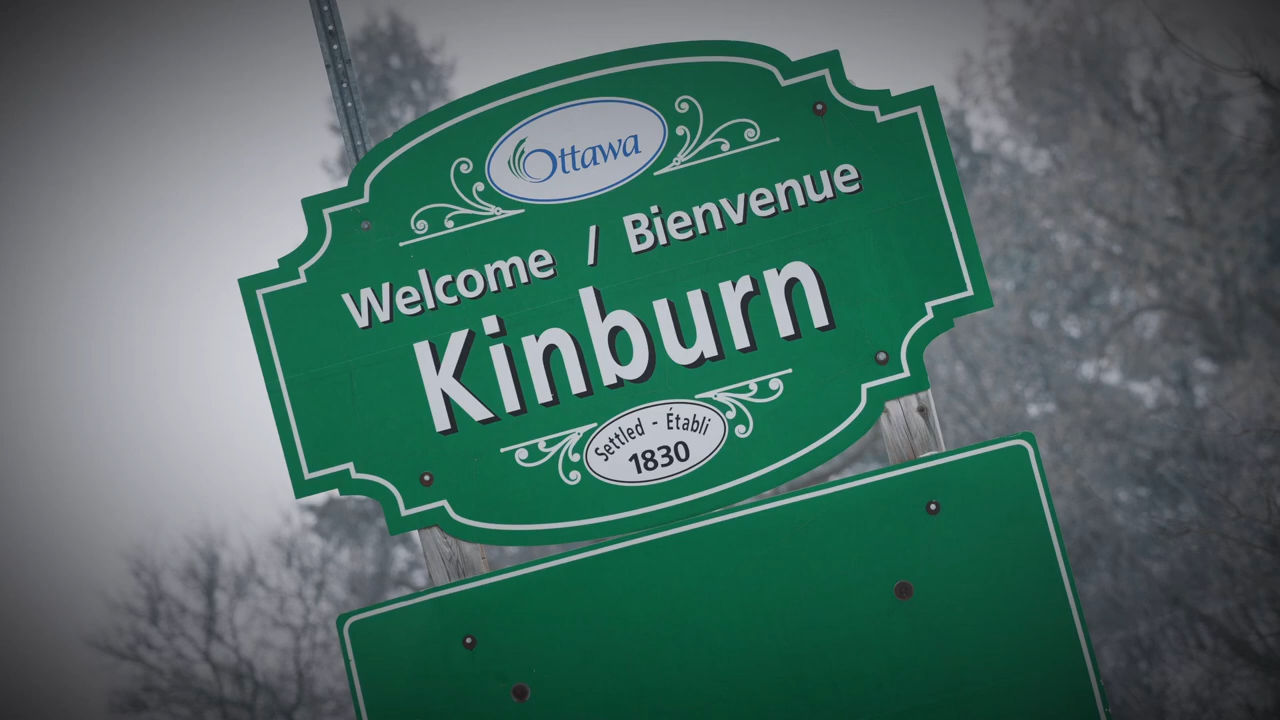 Ottawa
Welcome / Bienvenue
Kinburn
Settled - Établi
1830